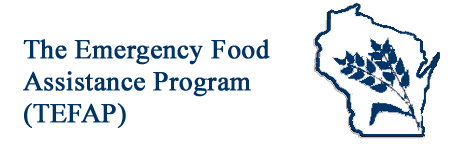 The Emergency Food
Assistance Program
(TEFAP)